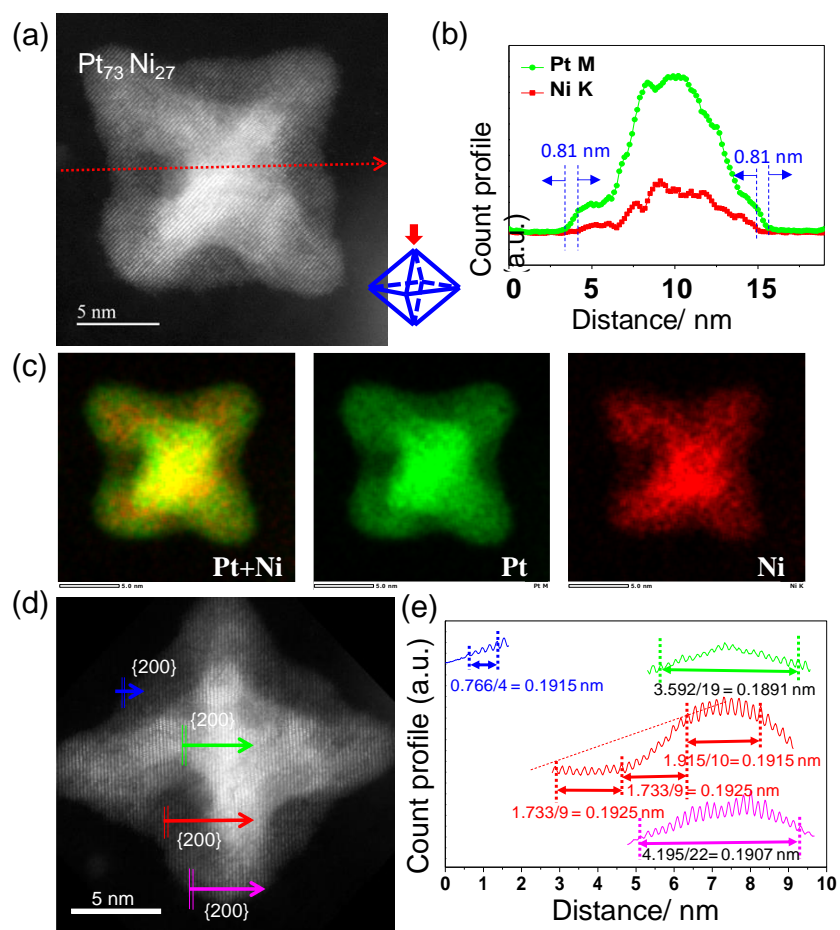 (a)
Pt73 Ni27
5 nm
(b)
Pt M
Ni K
0.81 nm
0.81 nm
Count profile
(a.u.)
0 5 10 15
Distance/ nm
(c)
Pt+Ni
Pt
Ni
5.0 nm
5.0 nm
Pt M
5.0 nm
Ni K
(d)
{200}
{200}
{200}
{200}
5 nm
(e)
Count profile (a.u.)
0.766/4= 0.1915 nm
3.592/19= 0.1891 nm
1.915/10= 0.1915 nm
1.733/9= 0.1925 nm
1.733/9= 0.1925 nm
4.195/22= 0.1907 nm
0 1 2 3 4 5 6 7 8 9 10
Distance/ nm